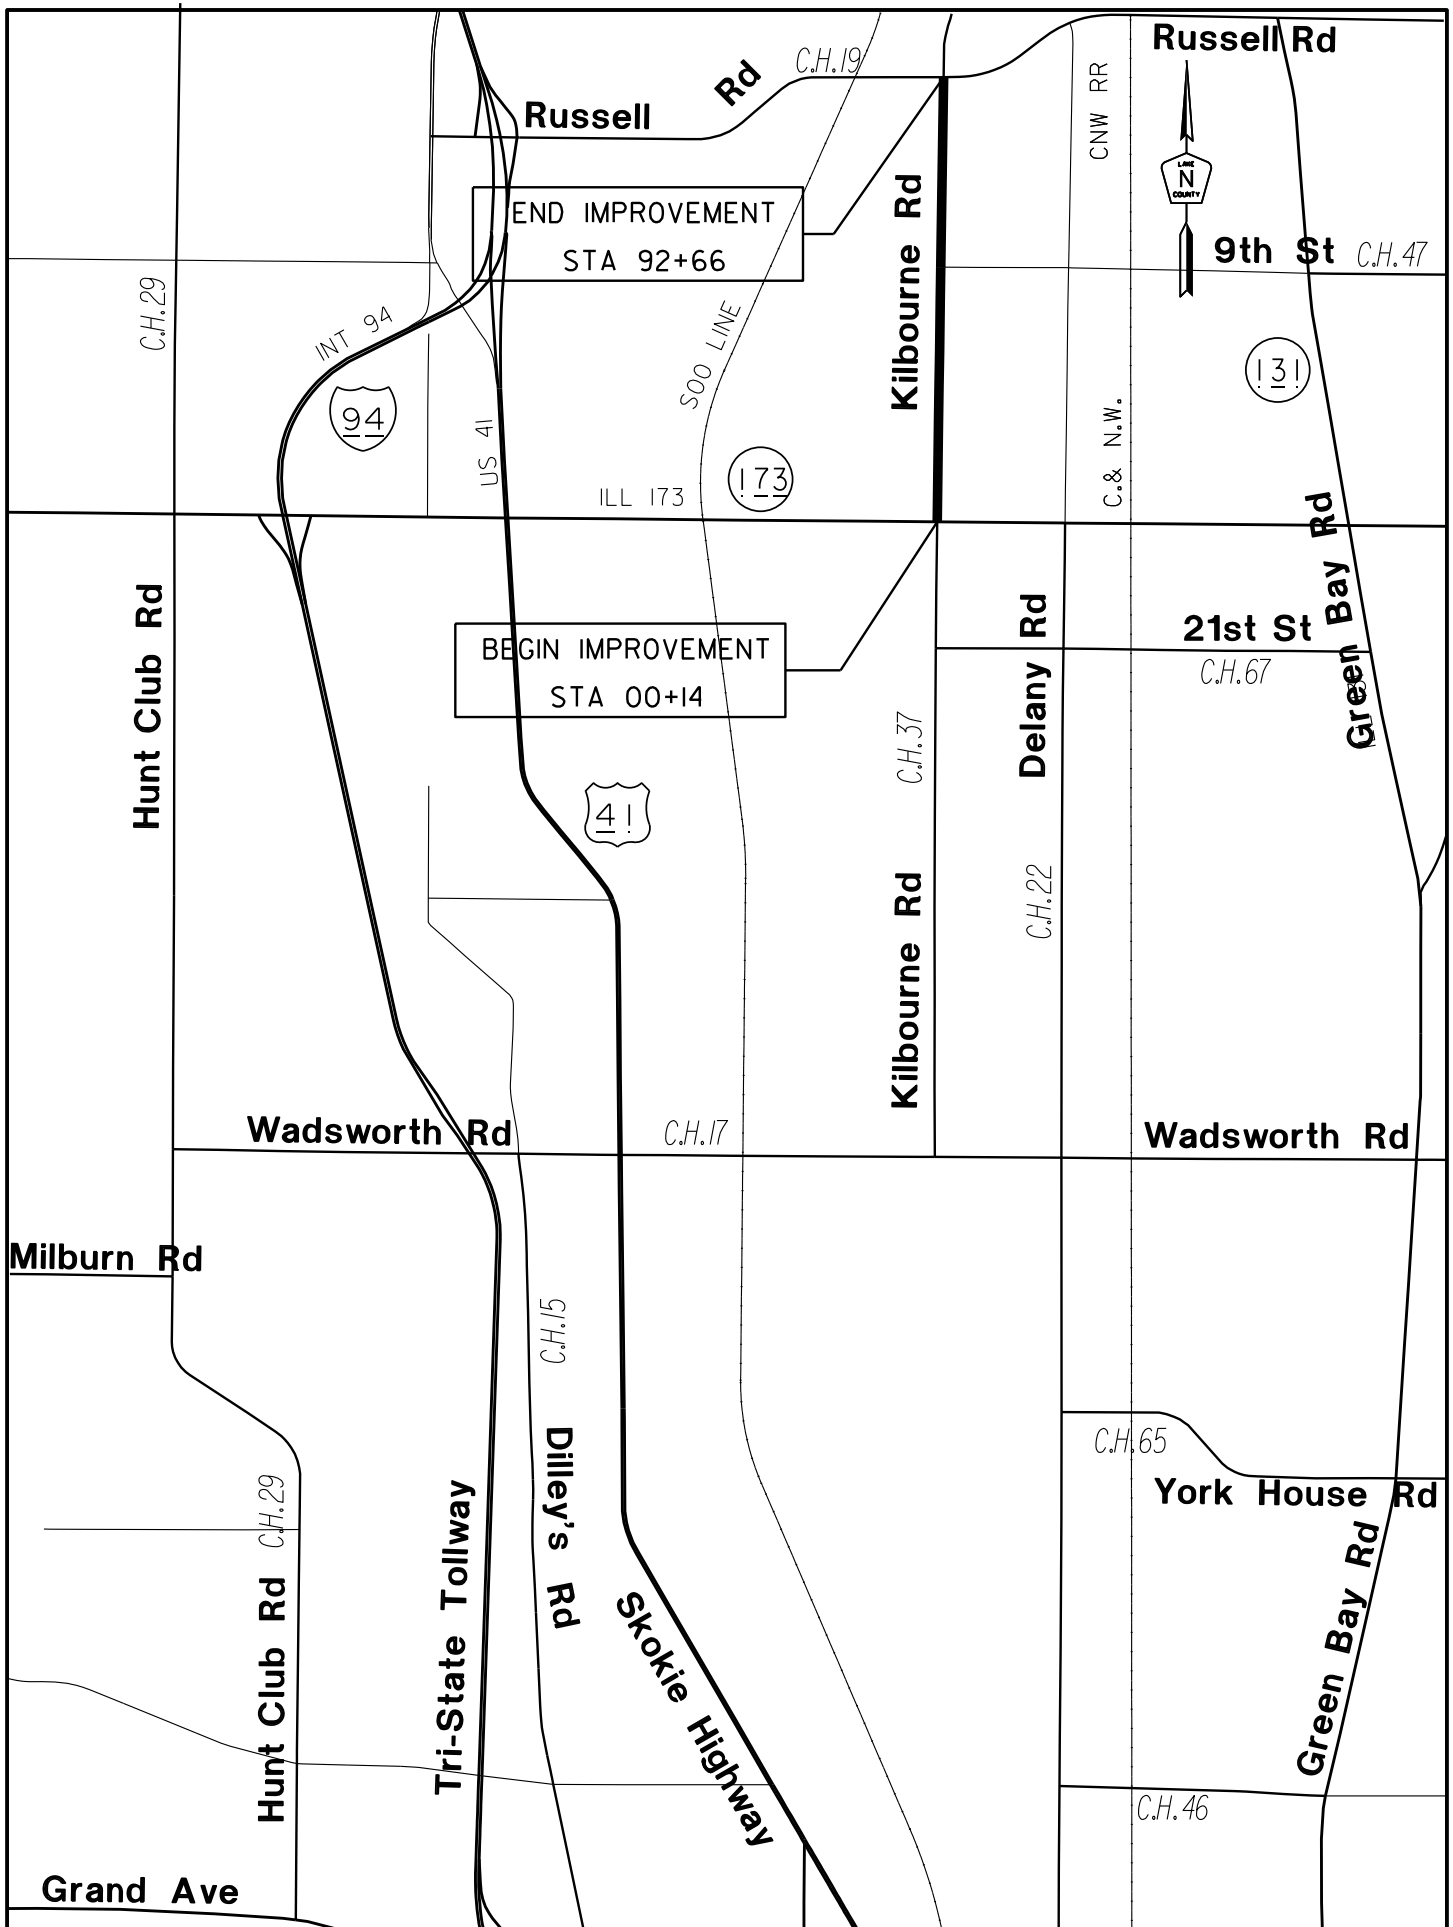 Russell Rd
C.H.19
Rd
Russell
CNW RR
LAKE
N
COUNTY
END IMPROVEMENT
STA 92+66
Kilbourne Rd
9th St C.H.47
C.H.29
INT 94
SOO LINE
94
131
US 41
C.& N.W.
ILL 173
173
Green Bay Rd
Hunt Club Rd
BEGIN IMPROVEMENT
STA 00+14
Delany Rd
21st St
C.H.67
C.H.37
41
C.H.22
Kilbourne Rd
Wadsworth Rd
C.H.17
Wadsworth Rd
Milburn Rd
C.H.15
C.H.65
York House Rd
C.H.29
Dilley's Rd
Tri-State Tollway
Hunt Club Rd
Skokie Highway
Green Bay Rd
C.H.46
Grand Ave